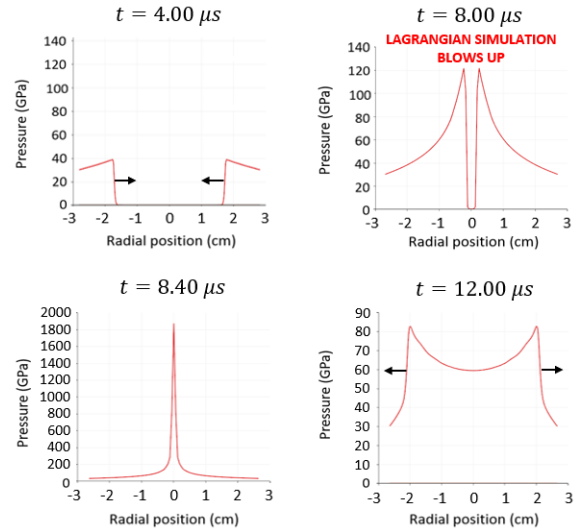 t = 4.00 μs
140
120
100
80
60
40
20
0
Pressure (GPa)
-3 -2 -1 0 1 2 3
Radial position (cm)
t = 8.00 μs
LAGRANGIAN SIMULATION
BLOWS UP
140
120
100
80
60
40
20
0
Pressure (GPa)
-3 -2 -1 0 1 2 3
Radial position (cm)
t = 8.40 μs
2000
1800
1600
1400
1200
1000
800
600
400
200
0
Pressure (GPa)
-3 -2 -1 0 1 2 3
Radial position (cm)
t = 12.00 μs
90
80
70
60
50
40
30
20
10
0
Pressure (GPa)
-3 -2 -1 0 1 2 3
Radial position (cm)